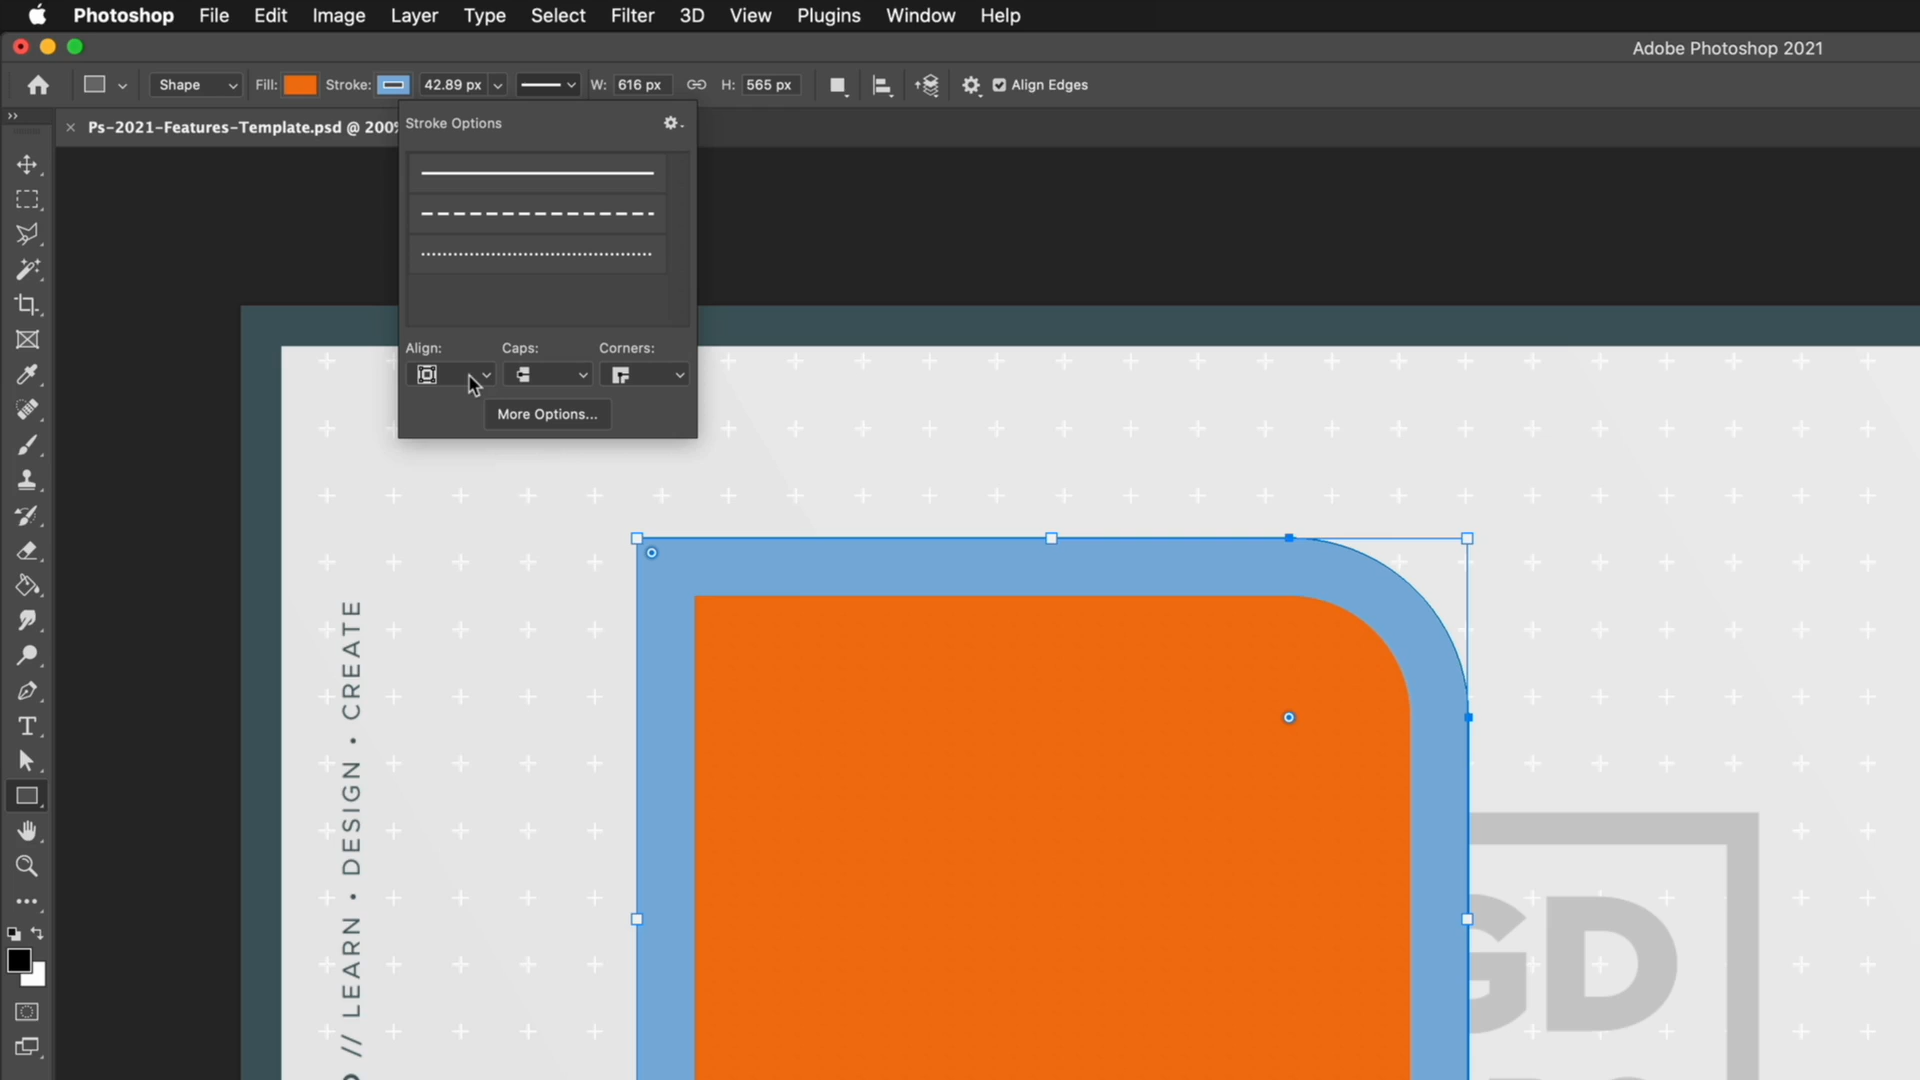 Photoshop File Edit Image Layer Type Select Filter 3D View Plugins Window Help
Adobe Photoshop 2021
Shape Fill: Stroke: 42.89 px W: 616 px H: 565 px Align Edges
× Ps-2021-Features-Template.psd @ 200%
Stroke Options
Align: Caps: Corners:
More Options...
// LEARN • DESIGN • CREATE
GD